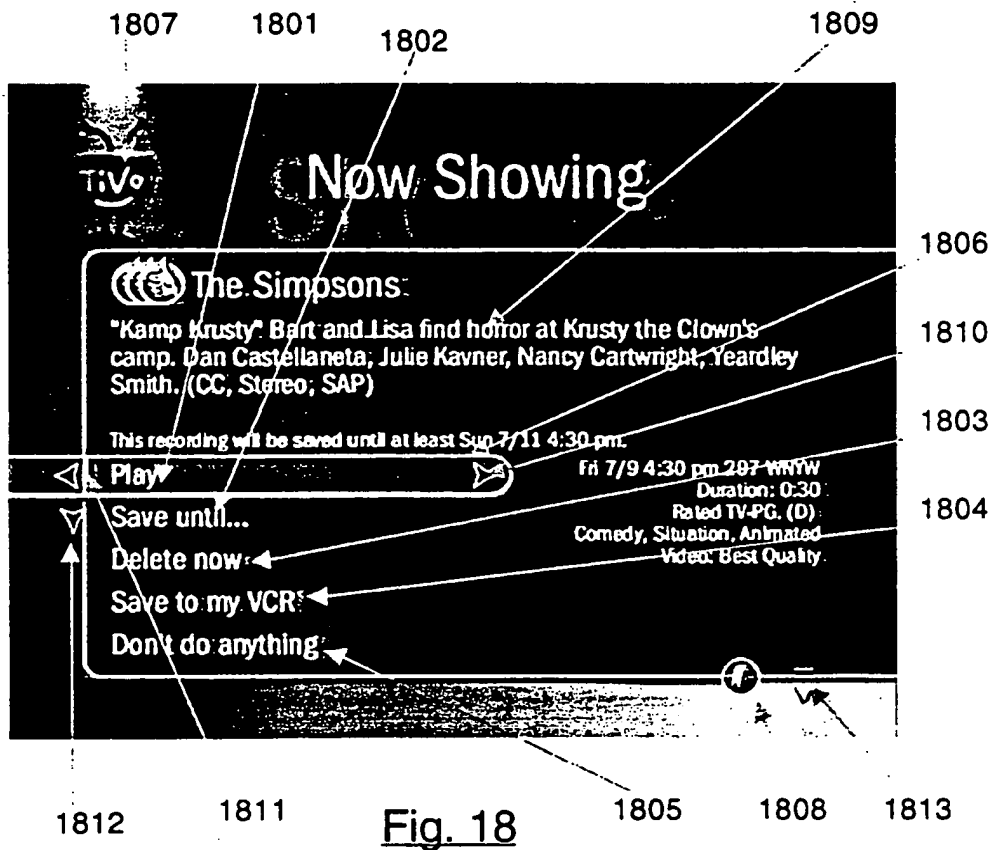 1807 1801 1802 1809
TiVo
Now Showing
The Simpsons
"Kamp Krusty" Bart and Lisa find horror at Krusty the Clown's
camp. Dan Castellaneta, Julie Kavner, Nancy Cartwright, Yeardley
Smith. (CC, Stereo, SAP)
This recording will be saved until at least Sun 7/11 4:30 pm.
Play
Save until...
Delete now
Save to my VCR
Don't do anything
Fri 7/9 4:30 pm 297 WNYW
Duration: 0:30
Rated TV-PG. (D)
Comedy, Situation, Animated
Video: Best Quality
1806
1810
1803
1804
1812 1811 1805 1808 1813
Fig. 18